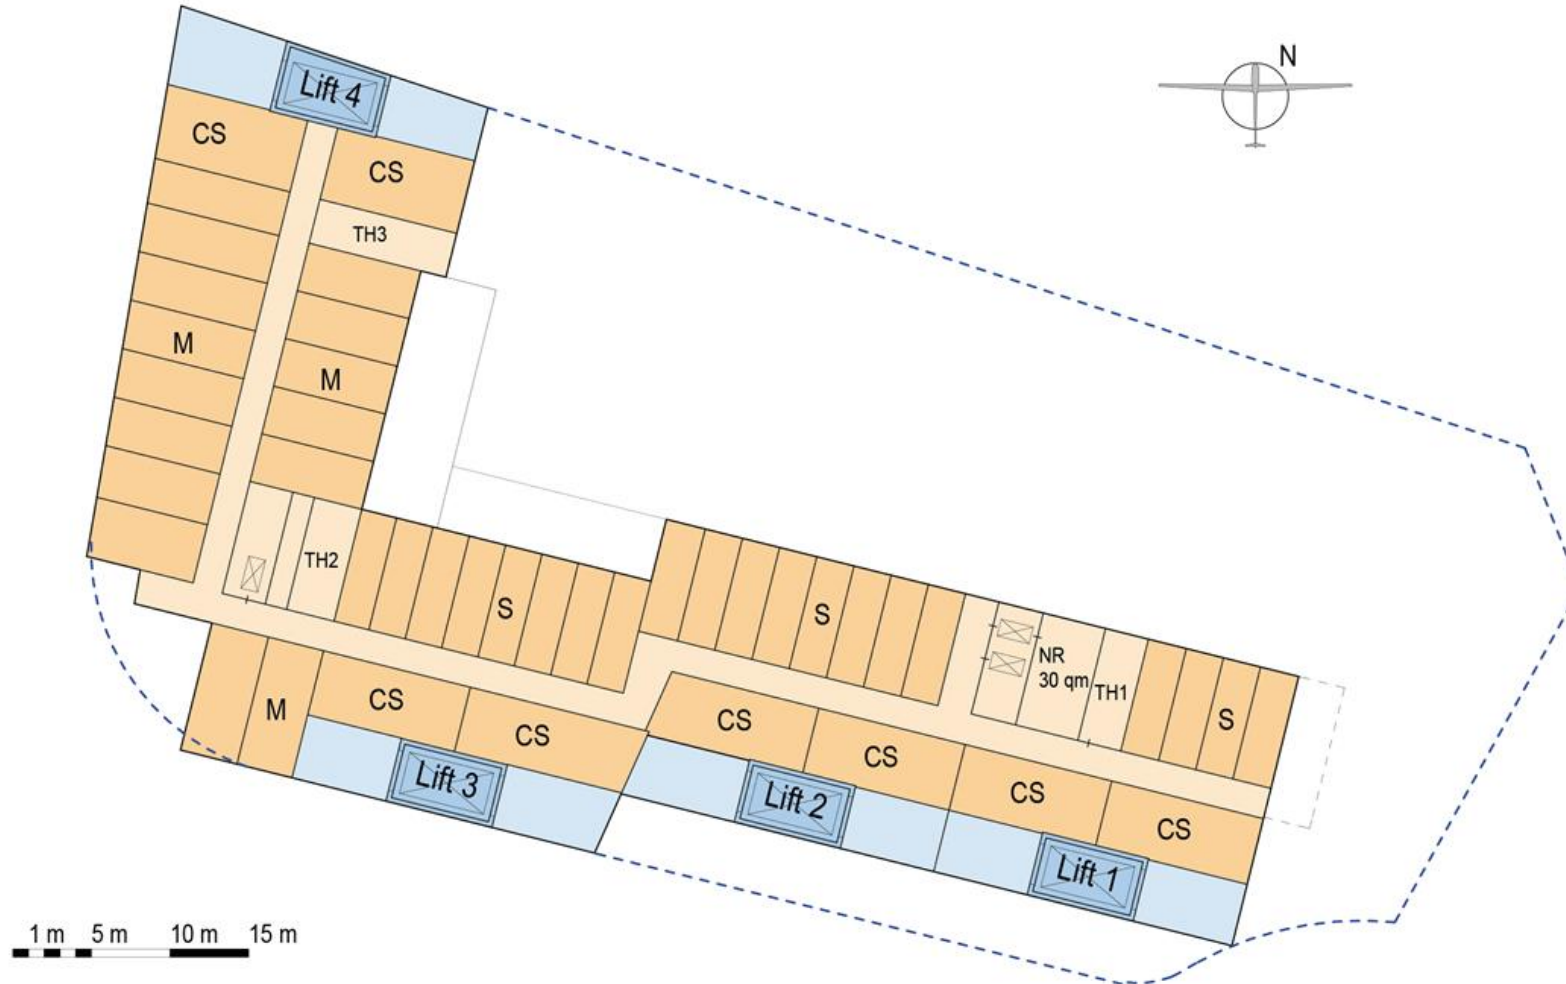 N
Lift 4
CS
CS
TH3
M
M
TH2
S
S
NR
30 qm
TH1
S
M
CS
CS
CS
CS
CS
CS
Lift 3
Lift 2
Lift 1
1 m 5 m 10 m 15 m